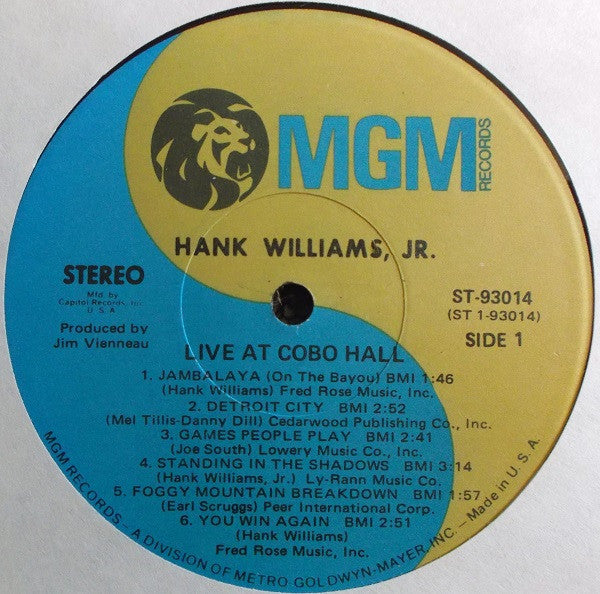 MGM
RECORDS
HANK WILLIAMS, JR.
STEREO
Mfd. by
Capitol Records, Inc.
U. S. A.
Produced by
Jim Vienneau
ST-93014
(ST 1-93014)
SIDE 1
LIVE AT COBO HALL
1. JAMBALAYA (On The Bayou) BMI 1:46
(Hank Williams) Fred Rose Music, Inc.
2. DETROIT CITY BMI 2:52
(Mel Tillis-Danny Dill) Cedarwood Publishing Co., Inc.
3. GAMES PEOPLE PLAY BMI 2:41
(Joe South) Lowery Music Co., Inc.
4. STANDING IN THE SHADOWS BMI 3:14
(Hank Williams, Jr.) Ly-Rann Music Co.
5. FOGGY MOUNTAIN BREAKDOWN BMI 1:57
(Earl Scruggs) Peer International Corp.
6. YOU WIN AGAIN BMI 2:51
(Hank Williams)
Fred Rose Music, Inc.
MGM RECORDS - A DIVISION OF METRO-GOLDWYN-MAYER, INC. - Made in U. S. A.